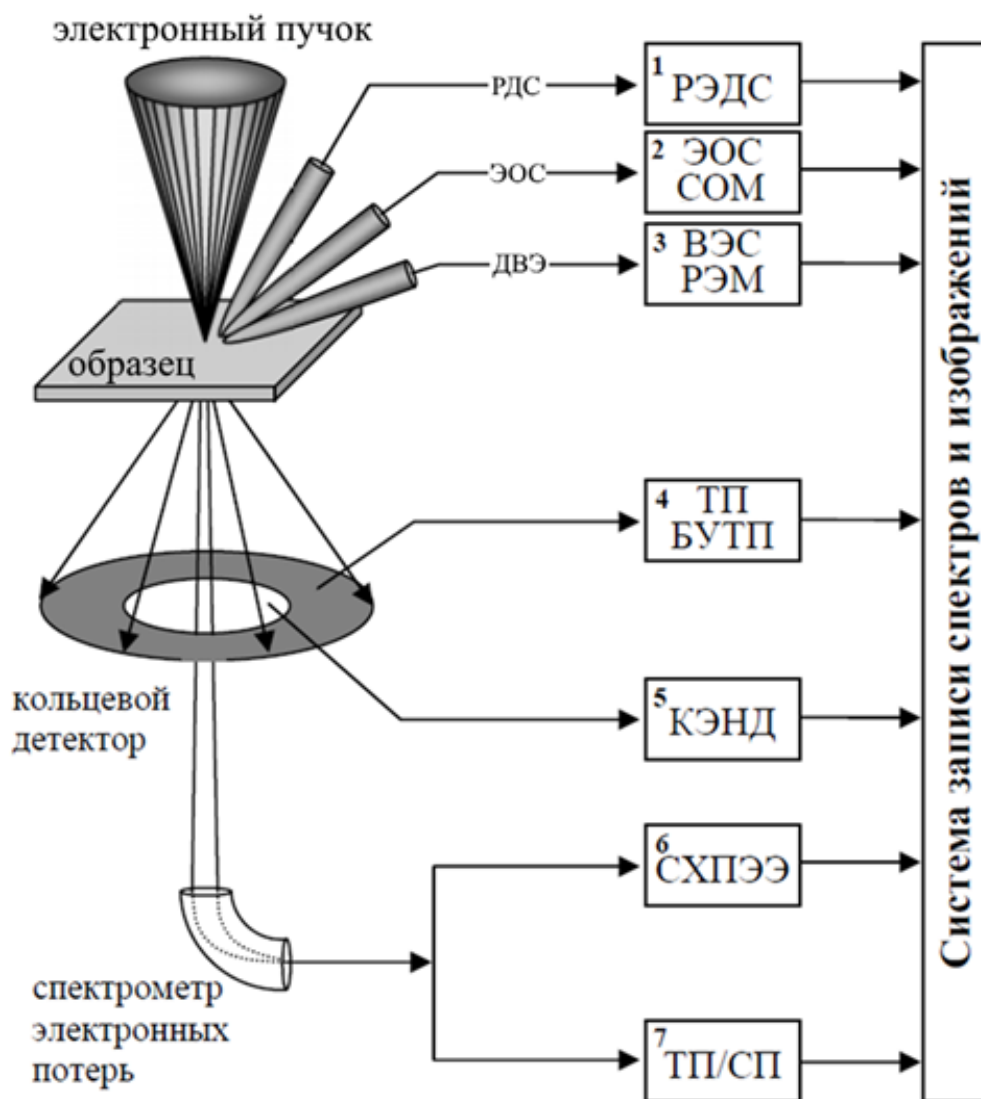 электронный пучок
РДС
1
РЭДС
2
ЭОС
ЭОС
СОМ
ДВЭ
3
ВЭС
РЭМ
образец
4
ТП
БУТП
кольцевой
детектор
5
КЭНД
6
СХПЭЭ
спектрометр
электронных
потерь
7
ТП/СП
Система записи спектров и изображений